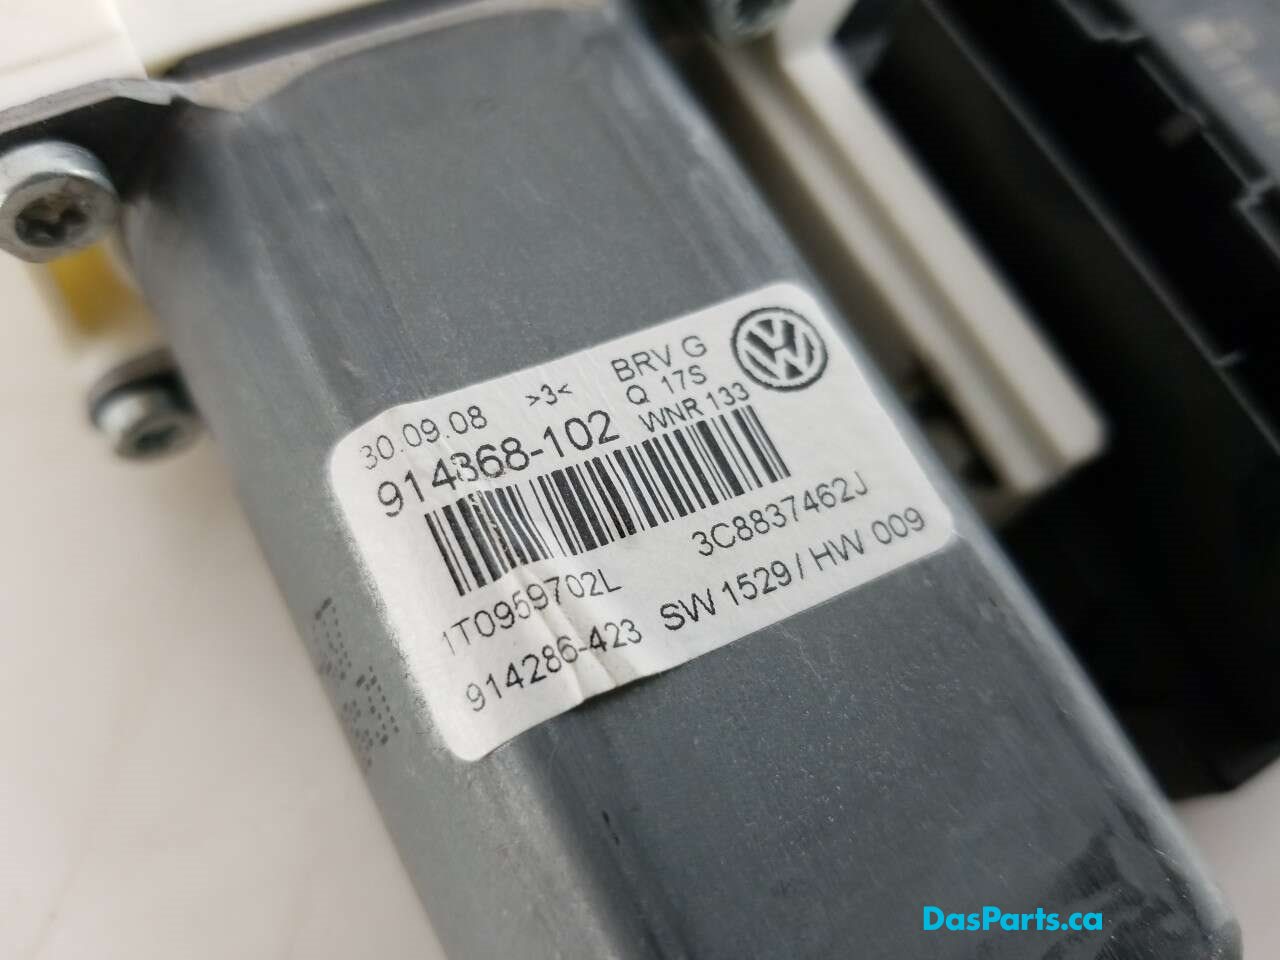 30.09.08 >3< BRV G
Q 17S
914868-102 WNR 133
3C8837462J
1T0959702L
914286-423 SW 1529 / HW 009
DasParts.ca